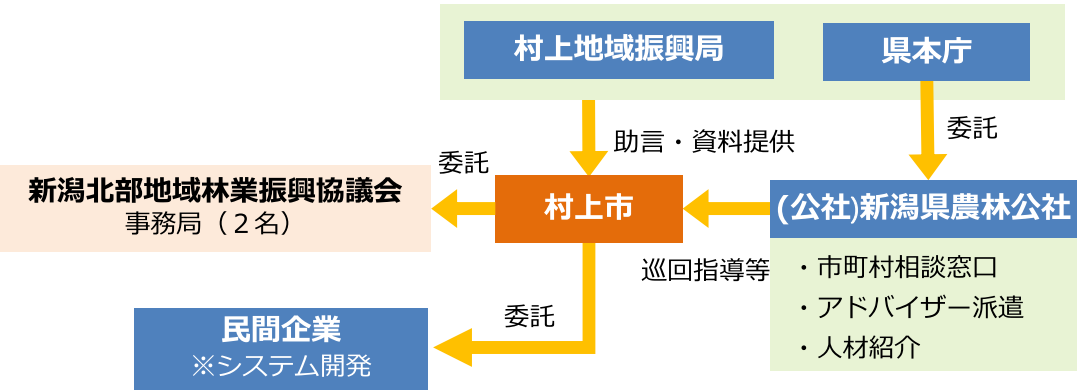 村上地域振興局
県本庁
助言・資料提供
委託
委託
新潟北部地域林業振興協議会
事務局（２名）
村上市
(公社)新潟県農林公社
巡回指導等
・市町村相談窓口
・アドバイザー派遣
・人材紹介
委託
民間企業
※システム開発